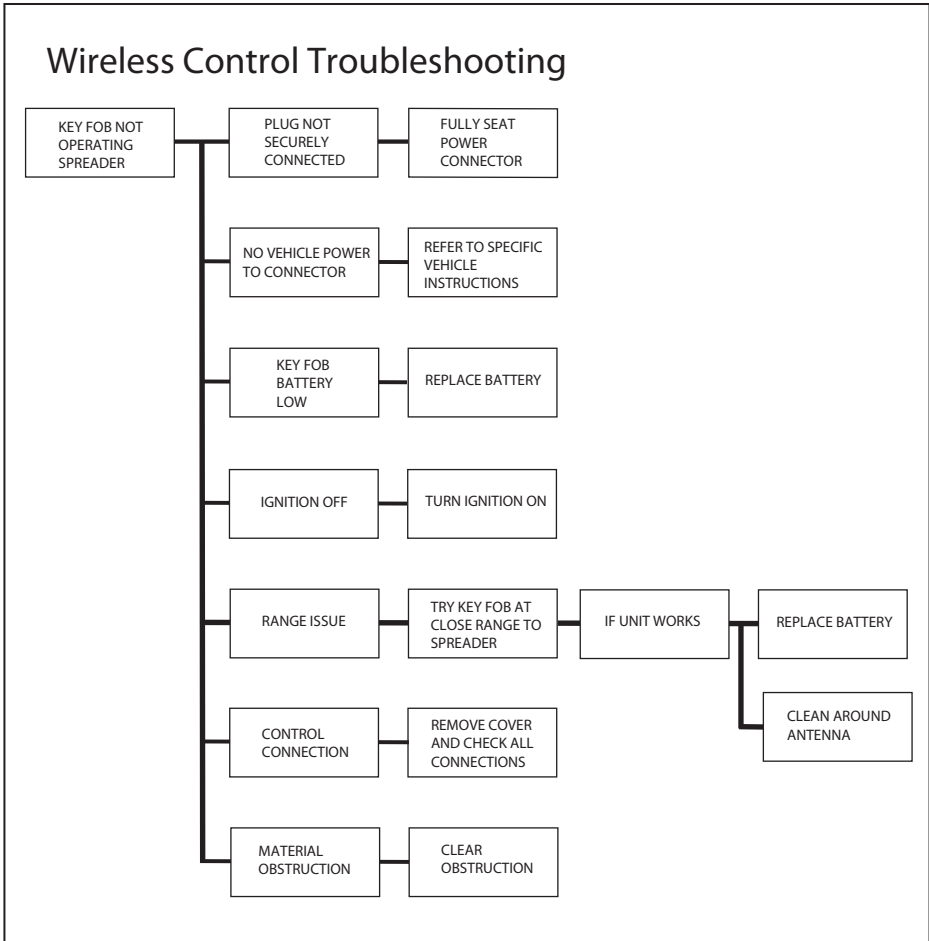 Wireless Control Troubleshooting
KEY FOB NOT
OPERATING
SPREADER
PLUG NOT
SECURELY
CONNECTED
FULLY SEAT
POWER
CONNECTOR
NO VEHICLE POWER
TO CONNECTOR
REFER TO SPECIFIC
VEHICLE
INSTRUCTIONS
KEY FOB
BATTERY
LOW
REPLACE BATTERY
IGNITION OFF
TURN IGNITION ON
RANGE ISSUE
TRY KEY FOB AT
CLOSE RANGE TO
SPREADER
IF UNIT WORKS
REPLACE BATTERY
CLEAN AROUND
ANTENNA
CONTROL
CONNECTION
REMOVE COVER
AND CHECK ALL
CONNECTIONS
MATERIAL
OBSTRUCTION
CLEAR
OBSTRUCTION